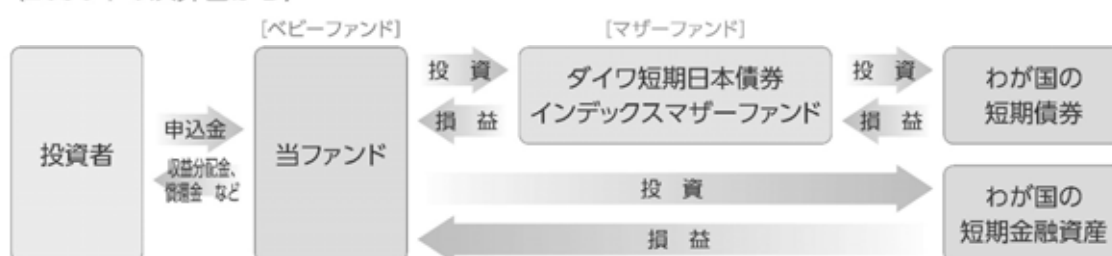 [ベビーファンド]
[マザーファンド]
投資者
申込金
収益分配金、
償還金 など
当ファンド
投 資
損 益
ダイワ短期日本債券
インデックスマザーファンド
投 資
損 益
わが国の
短期債券
投 資
損 益
わが国の
短期金融資産